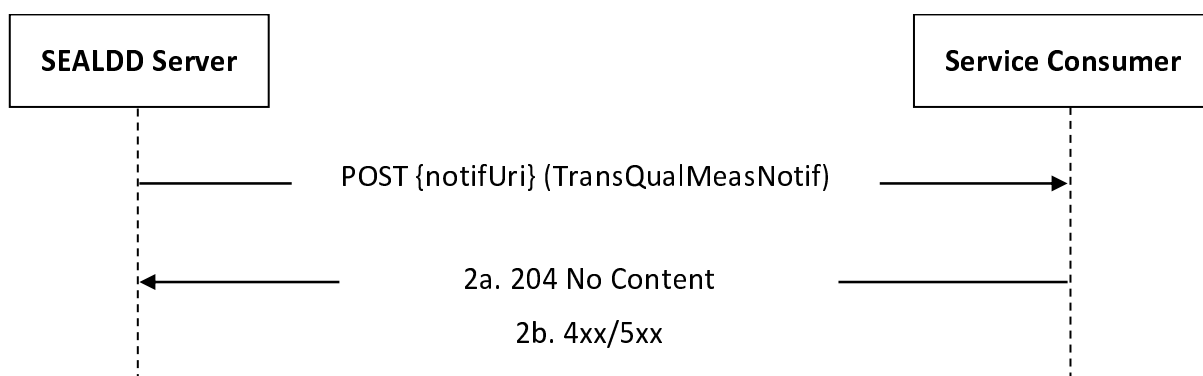 SEALDD Server
Service Consumer
POST {notifUri} (TransQualMeasNotif)
2a. 204 No Content
2b. 4xx/5xx